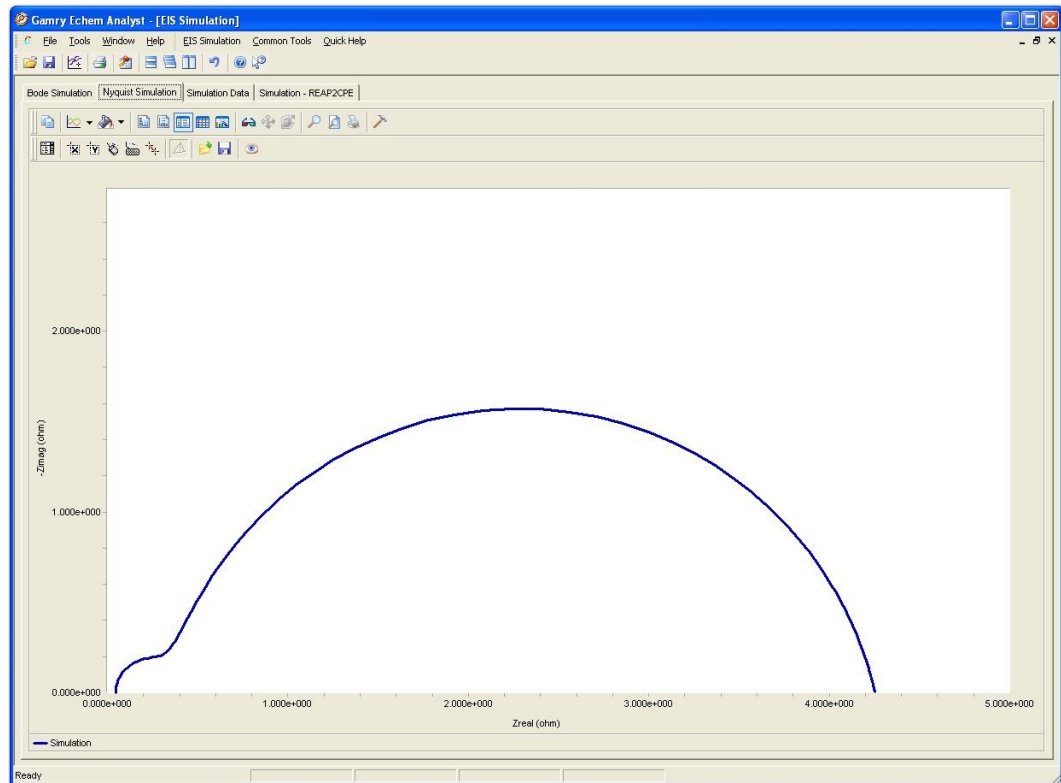 Gamry Echem Analyst - [EIS Simulation]
File Tools Window Help EIS Simulation Common Tools Quick Help
Bode Simulation Nyquist Simulation Simulation Data Simulation - REAP2CPE
2.000e+000
1.000e+000
0.000e+000
-Zimag (ohm)
0.000e+000 1.000e+000 2.000e+000 3.000e+000 4.000e+000 5.000e+000
Zreal (ohm)
Simulation
Ready